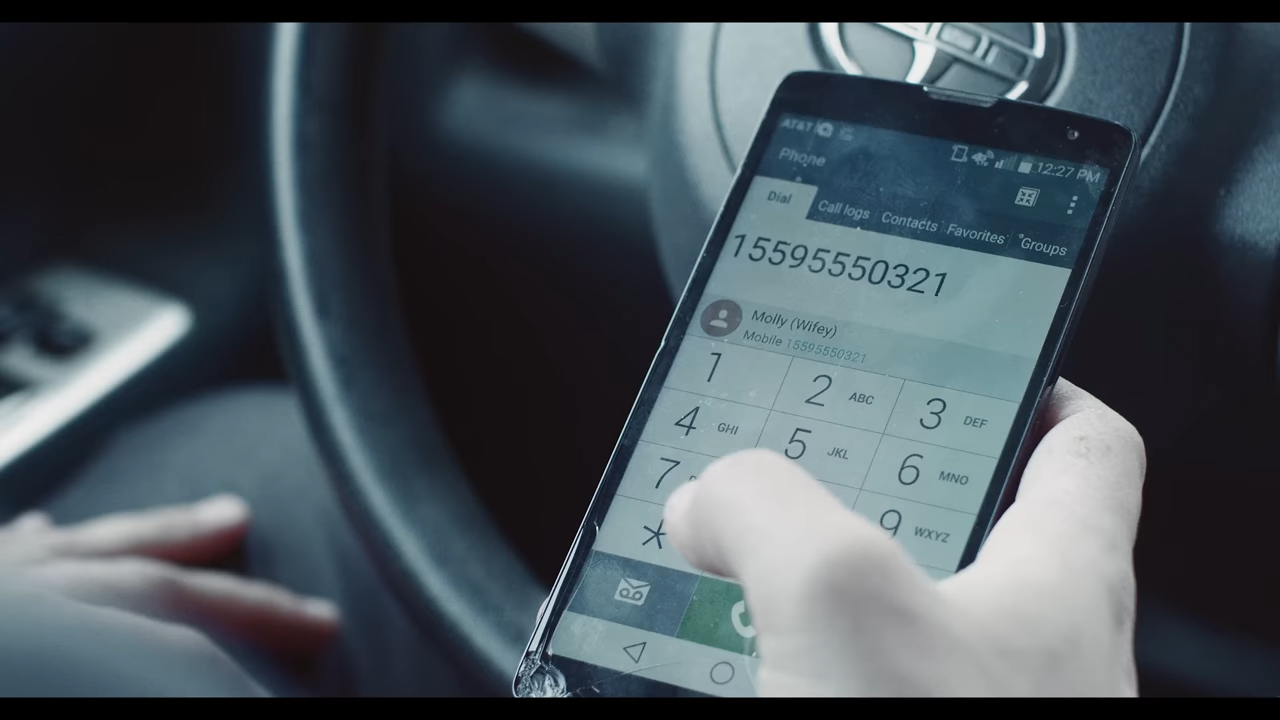 AT&T 12:27 PM
Phone
Dial Call logs Contacts Favorites Groups
15595550321
Molly (Wifey)
Mobile 15595550321
1 2 ABC 3 DEF
4 GHI 5 JKL 6 MNO
7 9 WXYZ
*